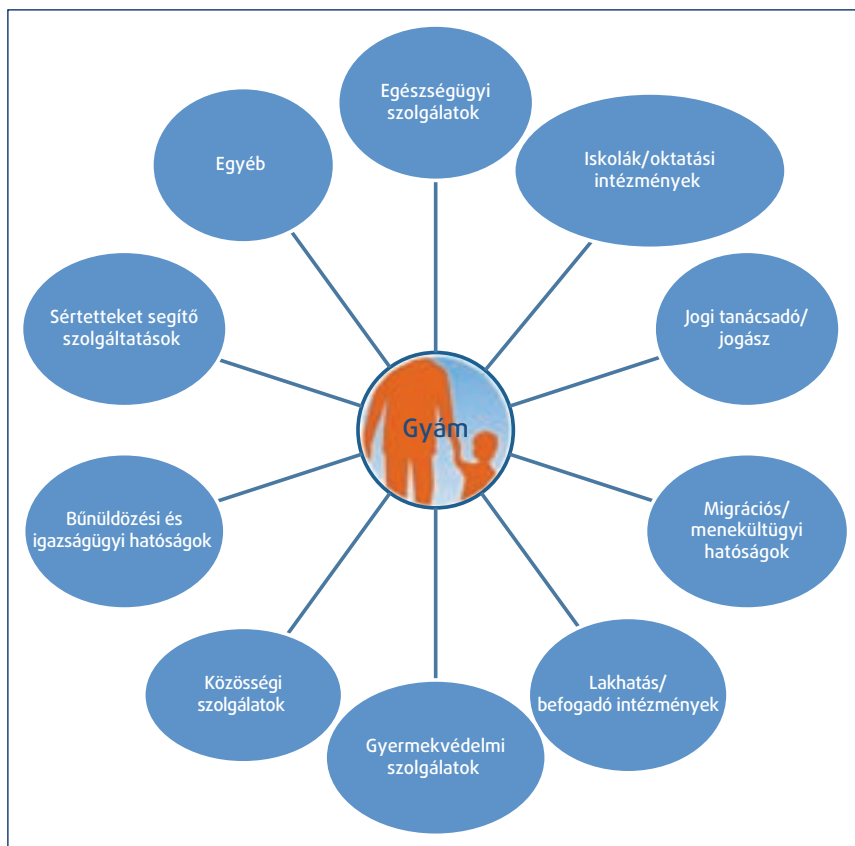 Egészségügyi
szolgálatok
Iskolák/oktatási
intézmények
Jogi tanácsadó/
jogász
Migrációs/
menekültügyi
hatóságok
Lakhatás/
befogadó intézmények
Gyermekvédelmi
szolgálatok
Közösségi
szolgálatok
Bűnüldözési és
igazságügyi hatóságok
Sértetteket segítő
szolgáltatások
Egyéb
Gyám